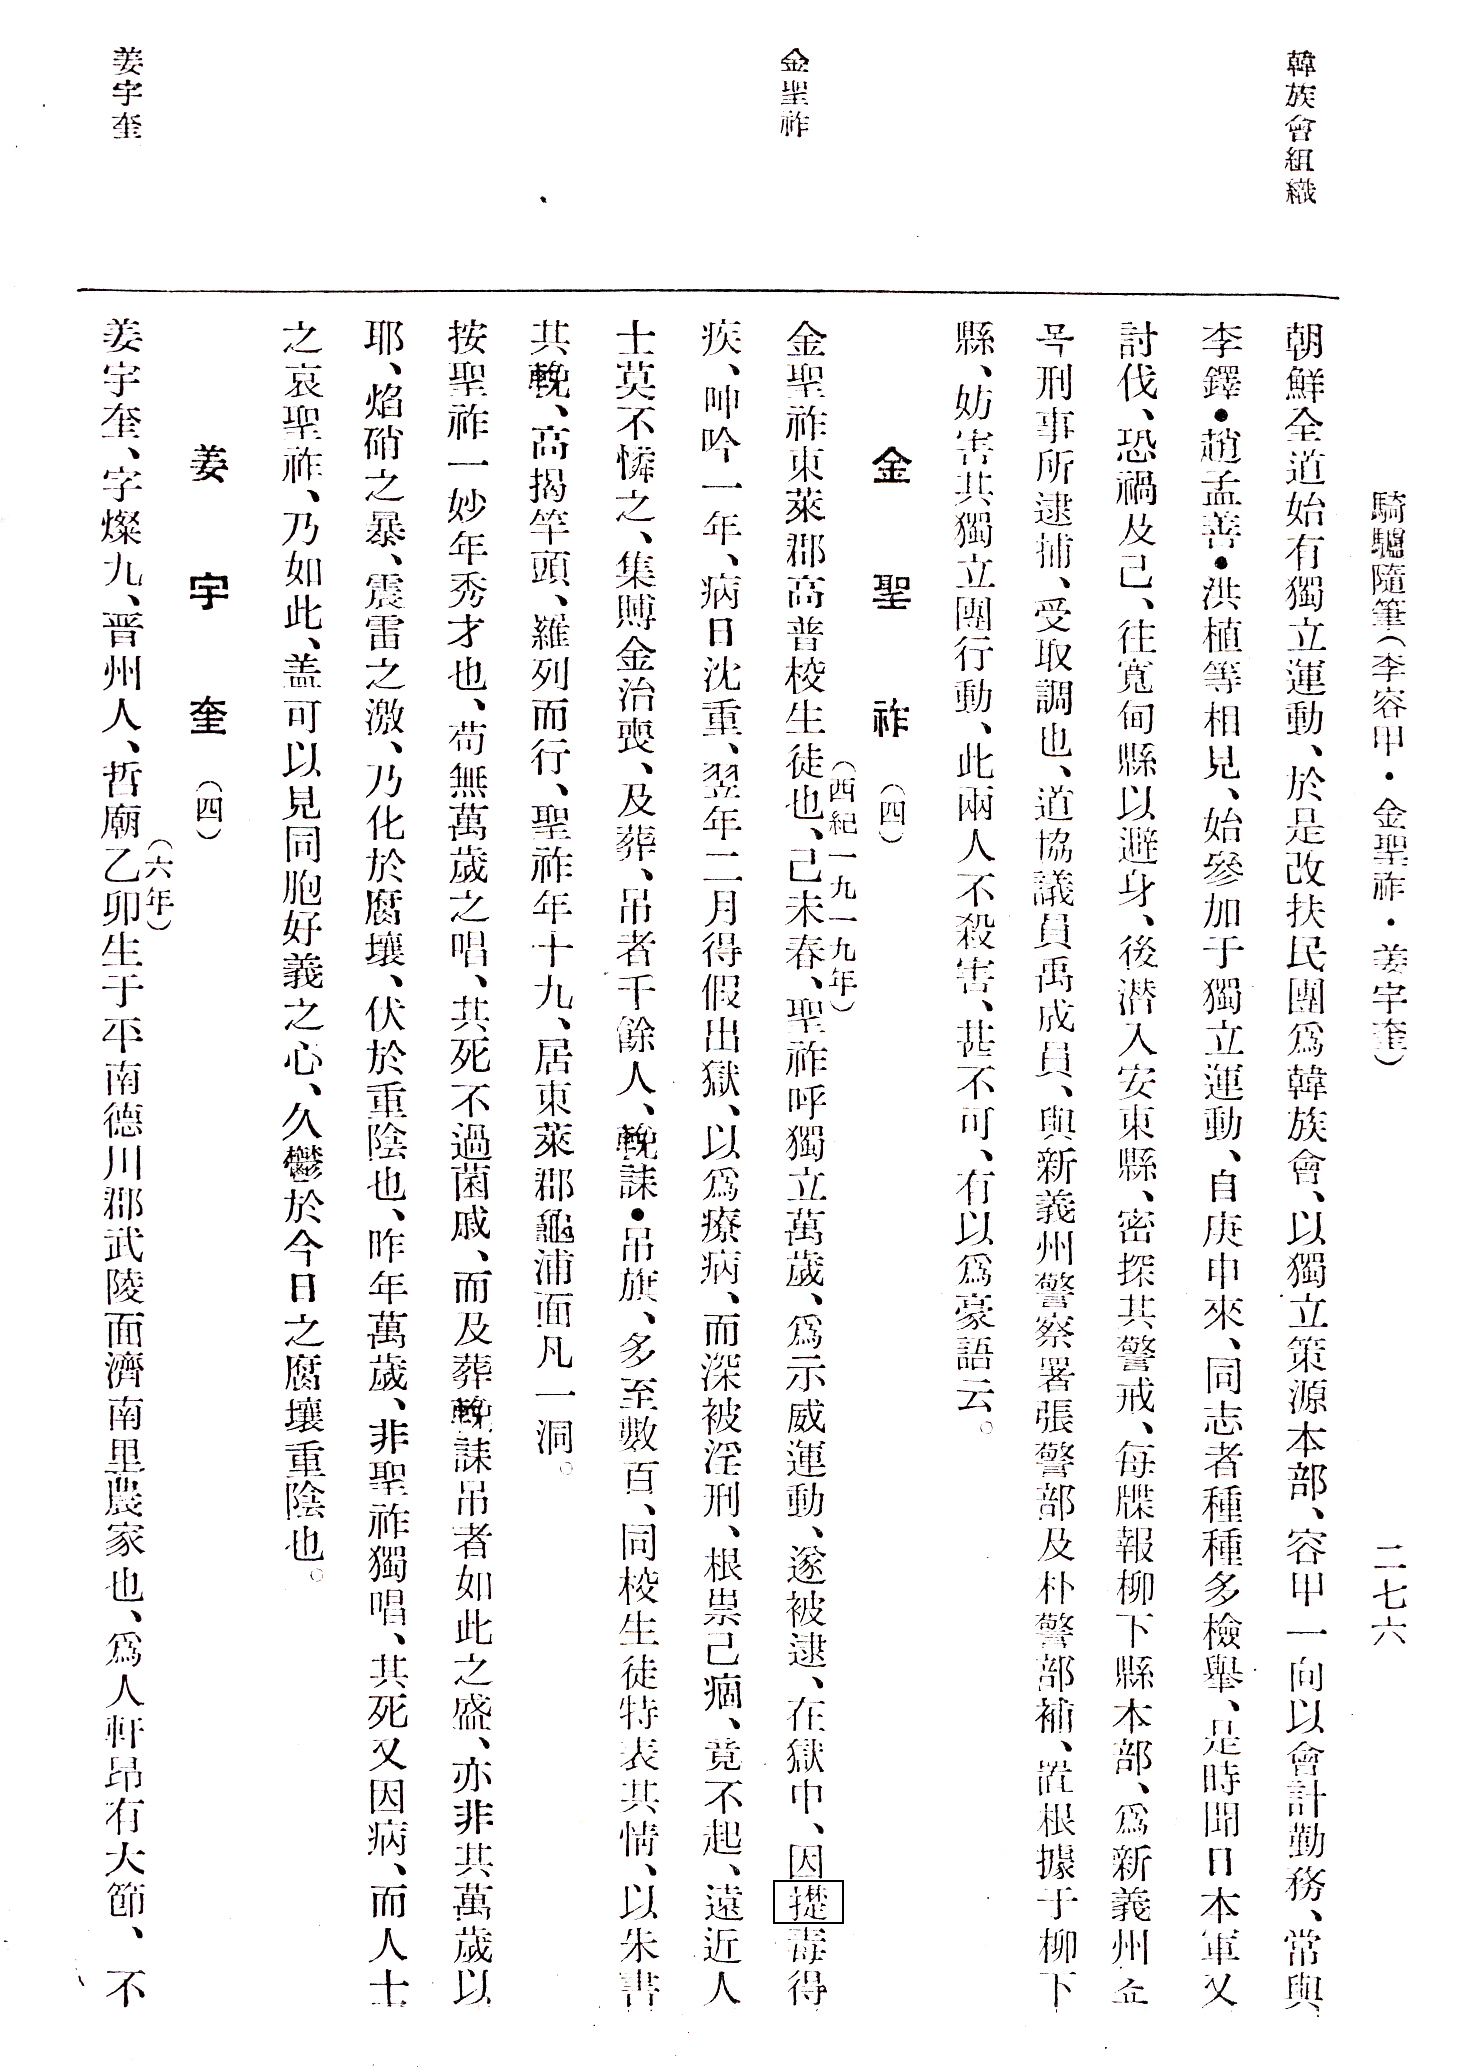 騎驢隨筆(李容甲・金聖祚・姜宇奎)
二七六
韓族會組織
朝鮮全道始有獨立運動、於是改扶民團爲韓族會、以獨立策源本部、容甲一向以會計勤務、常與
李鐸●趙孟善●洪植等相見、始參加于獨立運動、自庚申來、同志者種種多檢擧、是時聞日本軍又
討伐、恐禍及己、往寬甸縣以避身、後潛入安東縣、密探其警戒、每牒報柳下縣本部、爲新義州쇼
목刑事所逮捕、受取調也、道協議員禹成員、與新義州警察署張警部及朴警部補、置根據于柳下
縣、妨害其獨立團行動、此兩人不殺害、甚不可、有以爲豪語云。
金聖祚(四)
金聖祚
(西紀一九一九年)
金聖祚東萊郡高普校生徒也、己未春、聖祚呼獨立萬歲、爲示威運動、遂被逮、在獄中、因毒得
疾、呻吟一年、病日沈重、翌年二月得假出獄、以爲療病、而深被淫刑、根祟已痼、竟不起、遠近人
士莫不憐之、集賻金治喪、及葬、吊者千餘人、輓誄●吊旗、多至數百、同校生徒特表其情、以朱書
其輓、高揭竿頭、羅列而行、聖祚年十九、居東萊郡龜浦面凡一洞。
按聖祚一妙年秀才也、苟無萬歲之唱、其死不過菌戚、而及葬輓誄吊者如此之盛、亦非其萬歲以
耶、焰硝之暴、震雷之激、乃化於腐壤、伏於重陰也、昨年萬歲、非聖祚獨唱、其死又因病、而人士
之哀聖祚、乃如此、盖可以見同胞好義之心、久鬱於今日之腐壤重陰也。
姜宇奎(四)
姜宇奎
(六年)
姜宇奎、字燦九、晋州人、哲廟乙卯生于平南德川郡武陵面濟南里農家也、爲人軒昂有大節、不